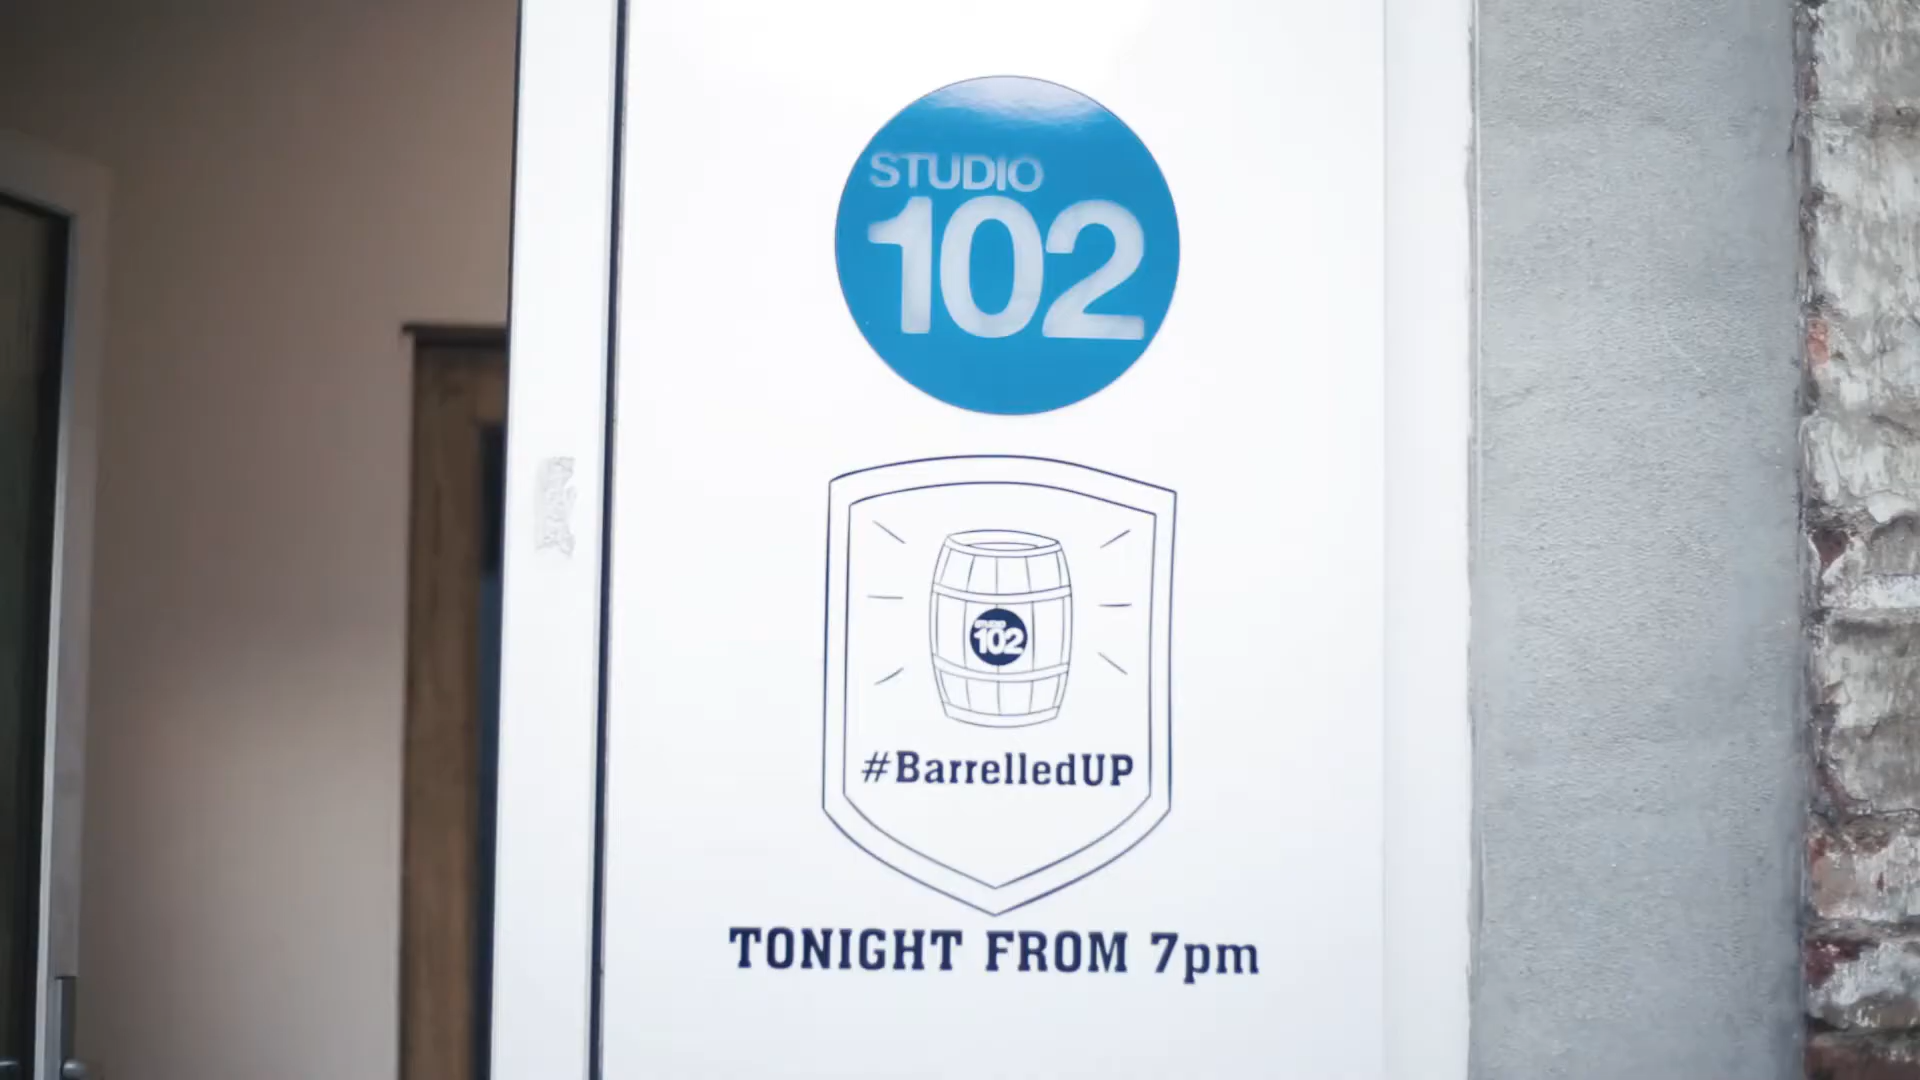 STUDIO
102
STUDIO
102
#BarrelledUP
TONIGHT FROM 7pm